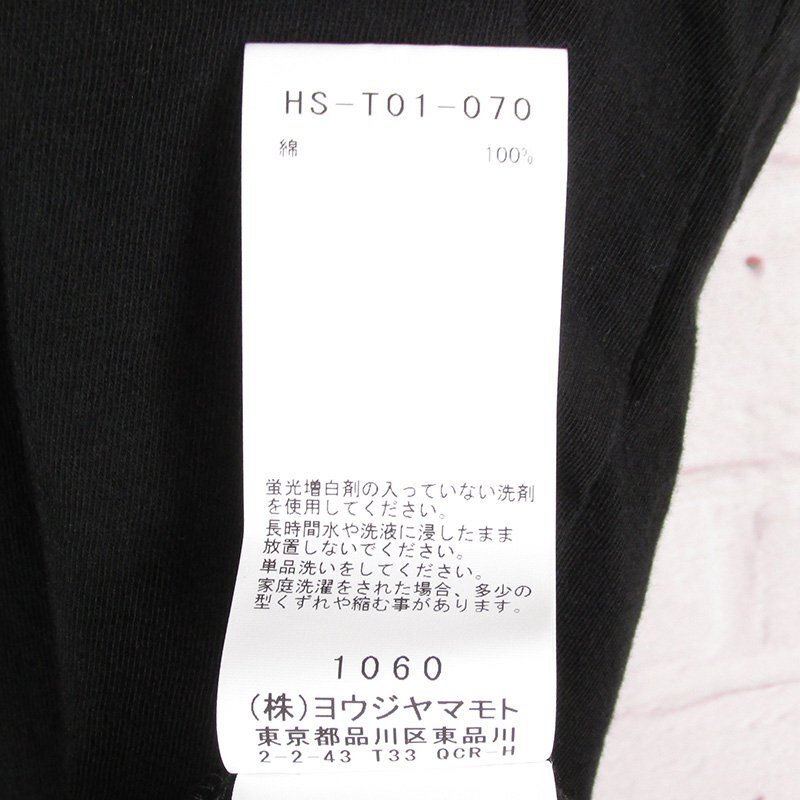 HS-T01-070
綿 100%
蛍光増白剤の入っていない洗剤
を使用してください。
長時間水や洗液に浸したまま
放置しないでください。
単品洗いをしてください。
家庭洗濯をされた場合、多少の
型くずれや縮む事があります。
1060
(株)ヨウジヤマモト
東京都品川区東品川
2-2-43 T33 QCR-H